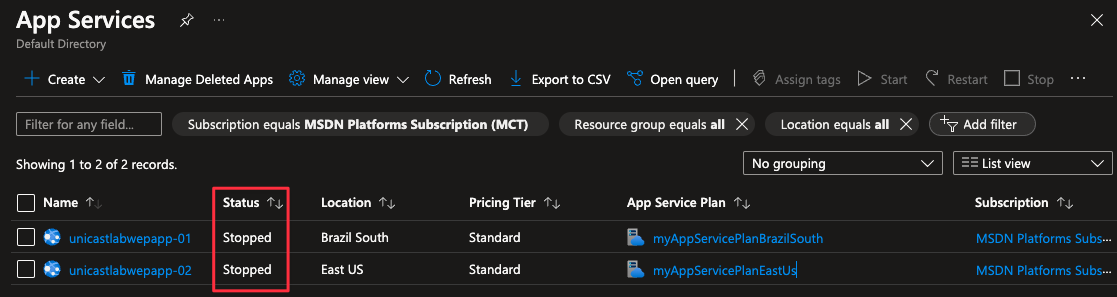 App Services
Default Directory
Create Manage Deleted Apps Manage view Refresh Export to CSV Open query Assign tags Start Restart Stop
Filter for any field... Subscription equals MSDN Platforms Subscription (MCT) Resource group equals all Location equals all Add filter
Showing 1 to 2 of 2 records. No grouping List view
Name Status Location Pricing Tier App Service Plan Subscription
unicastlabwepapp-01 Stopped Brazil South Standard myAppServicePlanBrazilSouth MSDN Platforms Subs...
unicastlabwepapp-02 Stopped East US Standard myAppServicePlanEastUs MSDN Platforms Subs...